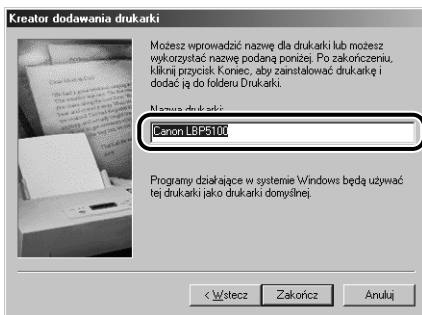 Kreator dodawania drukarki
Możesz wprowadzić nazwę dla drukarki lub możesz
wykorzystać nazwę podaną poniżej. Po zakończeniu,
kliknij przycisk Koniec, aby zainstalować drukarkę i
dodać ją do folderu Drukarki.
Nazwa drukarki:
Canon LBP5100
Programy działające w systemie Windows będą używać
tej drukarki jako drukarki domyślnej.
< Wstecz Zakończ Anuluj